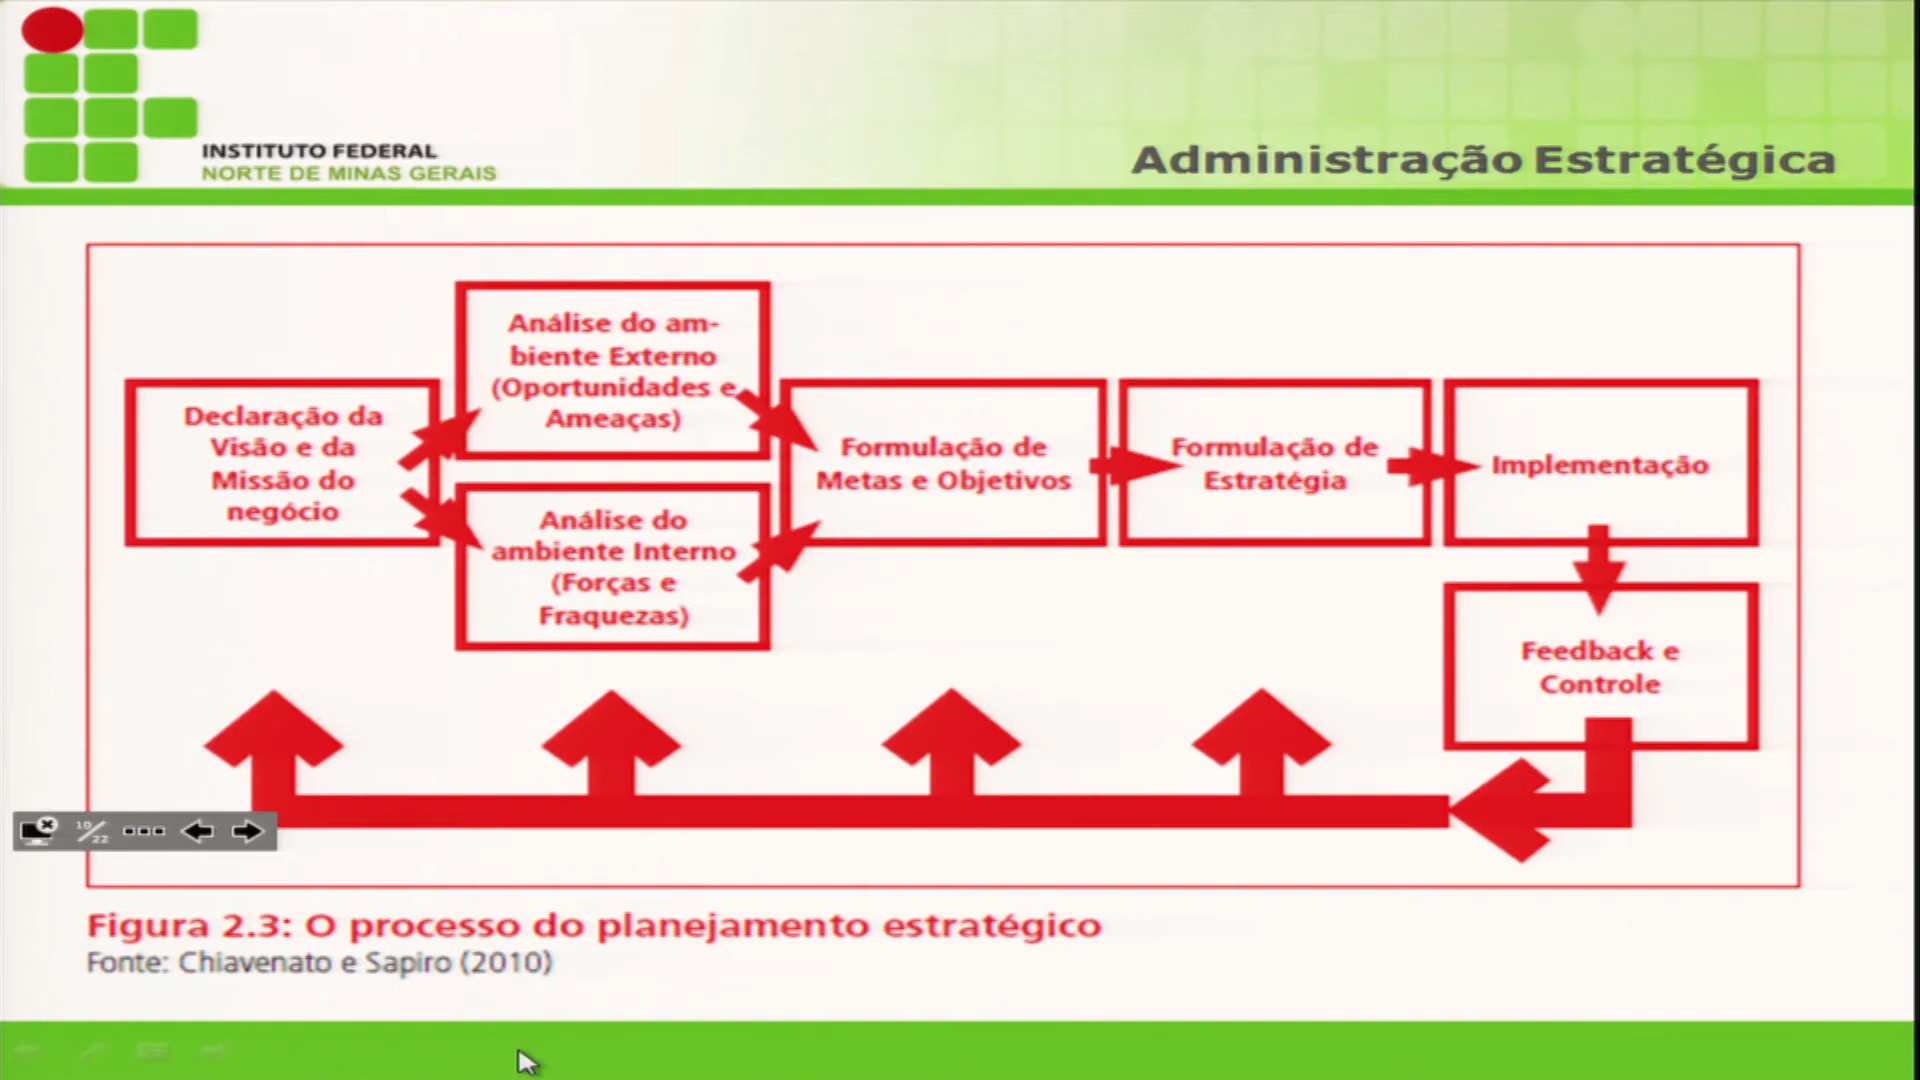 INSTITUTO FEDERAL
NORTE DE MINAS GERAIS
Administração Estratégica
Declaração da
Visão e da
Missão do
negócio
Análise do am-
biente Externo
(Oportunidades e
Ameaças)
Análise do
ambiente Interno
(Forças e
Fraquezas)
Formulação de
Metas e Objetivos
Formulação de
Estratégia
Implementação
Feedback e
Controle
10/22
Figura 2.3: O processo do planejamento estratégico
Fonte: Chiavenato e Sapiro (2010)